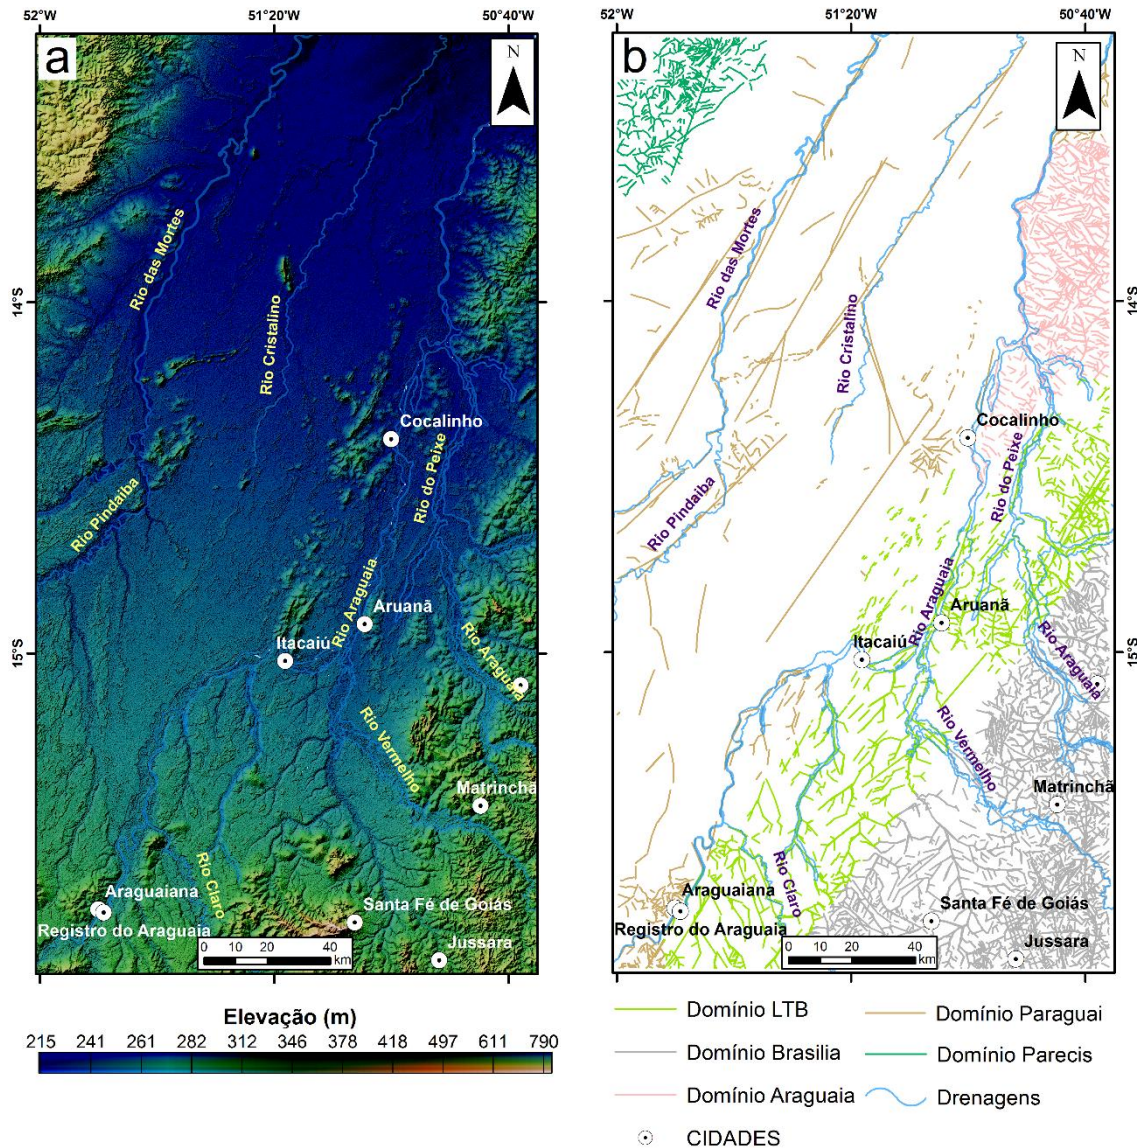 52°W 51°20'W 50°40'W
a
N
Rio das Mortes
14°S
Rio Cristalino
Cocalinho
Rio do Peixe
Rio Pindaiba
Rio Araguaia
Aruanã
15°S
Itacaiú
Rio Araguaia
Rio Vermelho
Matrinchã
Rio Claro
Araguaiana
Santa Fé de Goiás
Registro do Araguaia
Jussara
0 10 20 40
km
Elevação (m)
215 241 261 282 312 346 378 418 497 611 790
52°W 51°20'W 50°40'W
b
N
Rio das Mortes
14°S
Rio Cristalino
Cocalinho
Rio do Peixe
Rio Pindaiba
Rio Araguaia
Aruanã
15°S
Itacaiú
Rio Araguaia
Rio Vermelho
Matrinchã
Rio Claro
Araguaiana
Santa Fé de Goiás
Registro do Araguaia
Jussara
0 10 20 40
km
Domínio LTB
Domínio Paraguai
Domínio Brasilia
Domínio Parecis
Domínio Araguaia
Drenagens
CIDADES